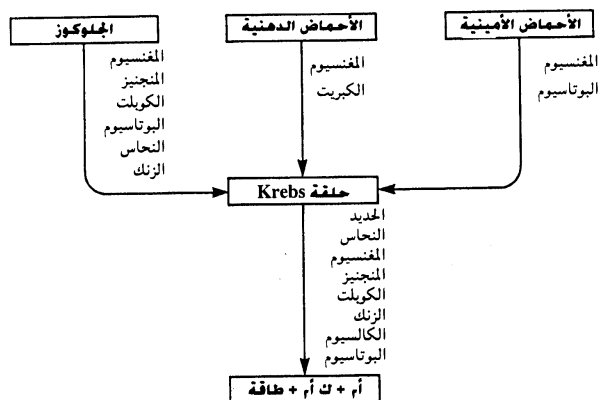 الأحماض الأمينية
المغنسيوم
البوتاسيوم
الأحماض الدهنية
المغنسيوم
الكبريت
الجلوكوز
المغنسيوم
المنجنيز
الكوبلت
البوتاسيوم
النحاس
الزنك
حلقة Krebs
الحديد
النحاس
المغنسيوم
المنجنيز
الكوبلت
الزنك
الكالسيوم
البوتاسيوم
أم + ك أم + طاقة